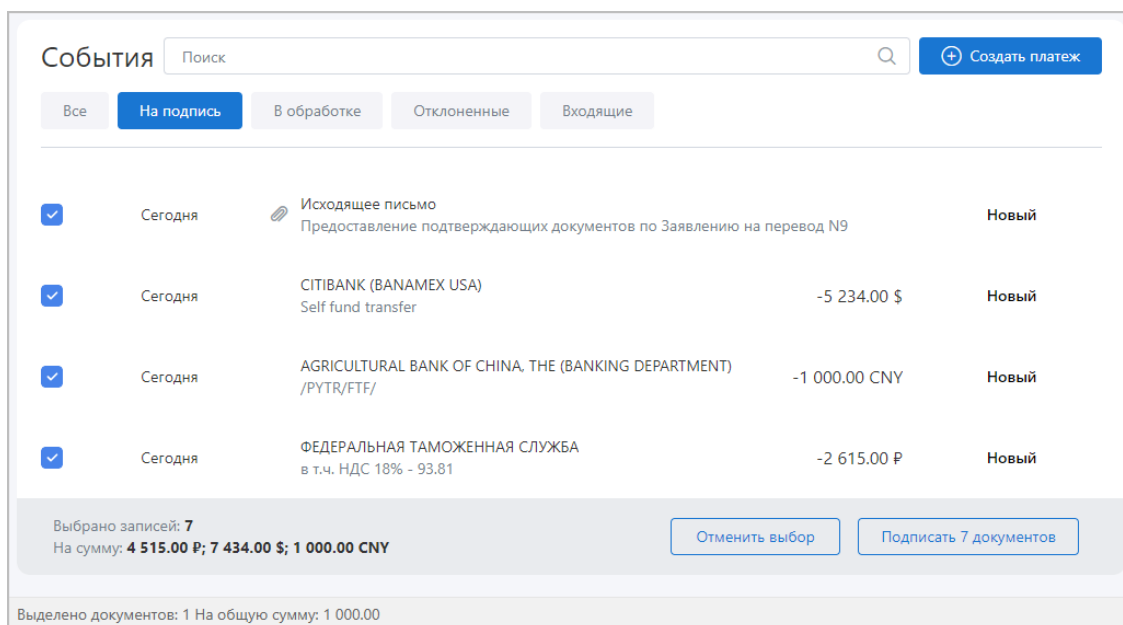 События
Поиск
Создать платеж
Все
На подпись
В обработке
Отклоненные
Входящие
Сегодня
Исходящее письмо
Предоставление подтверждающих документов по Заявлению на перевод N9
Новый
Сегодня
CITIBANK (BANAMEX USA)
Self fund transfer
-5 234.00 $
Новый
Сегодня
AGRICULTURAL BANK OF CHINA, THE (BANKING DEPARTMENT)
/PYTR/FTF/
-1 000.00 CNY
Новый
Сегодня
ФЕДЕРАЛЬНАЯ ТАМОЖЕННАЯ СЛУЖБА
в т.ч. НДС 18% - 93.81
-2 615.00 ₽
Новый
Выбрано записей: 7
На сумму: 4 515.00 ₽; 7 434.00 $; 1 000.00 CNY
Отменить выбор
Подписать 7 документов
Выделено документов: 1 На общую сумму: 1 000.00